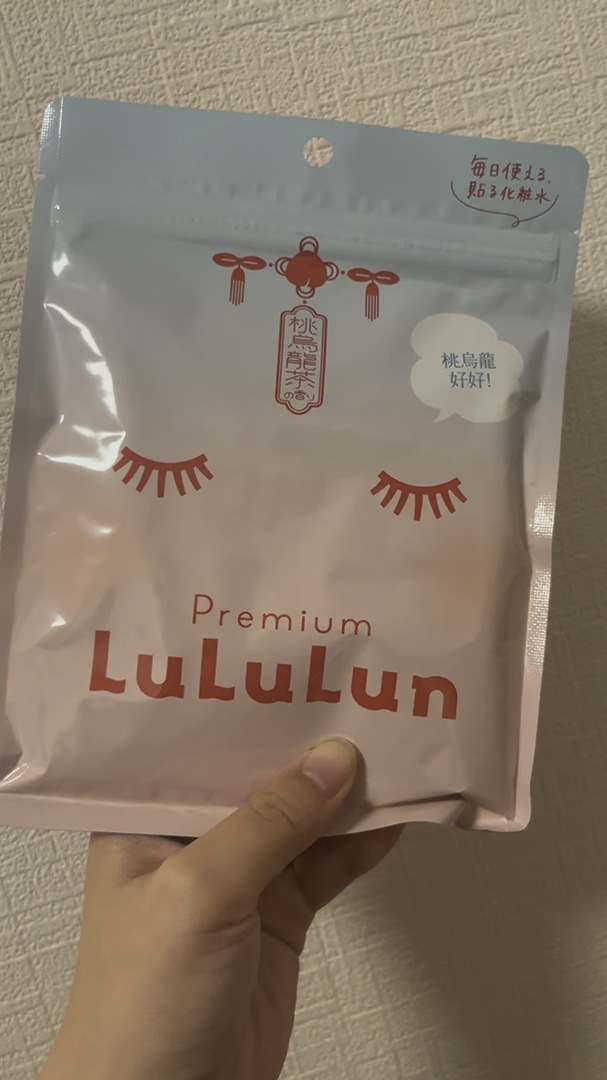 毎日使える、
貼る化粧水
桃烏龍茶の香り
桃烏龍
好好!
Premium
LuLuLun